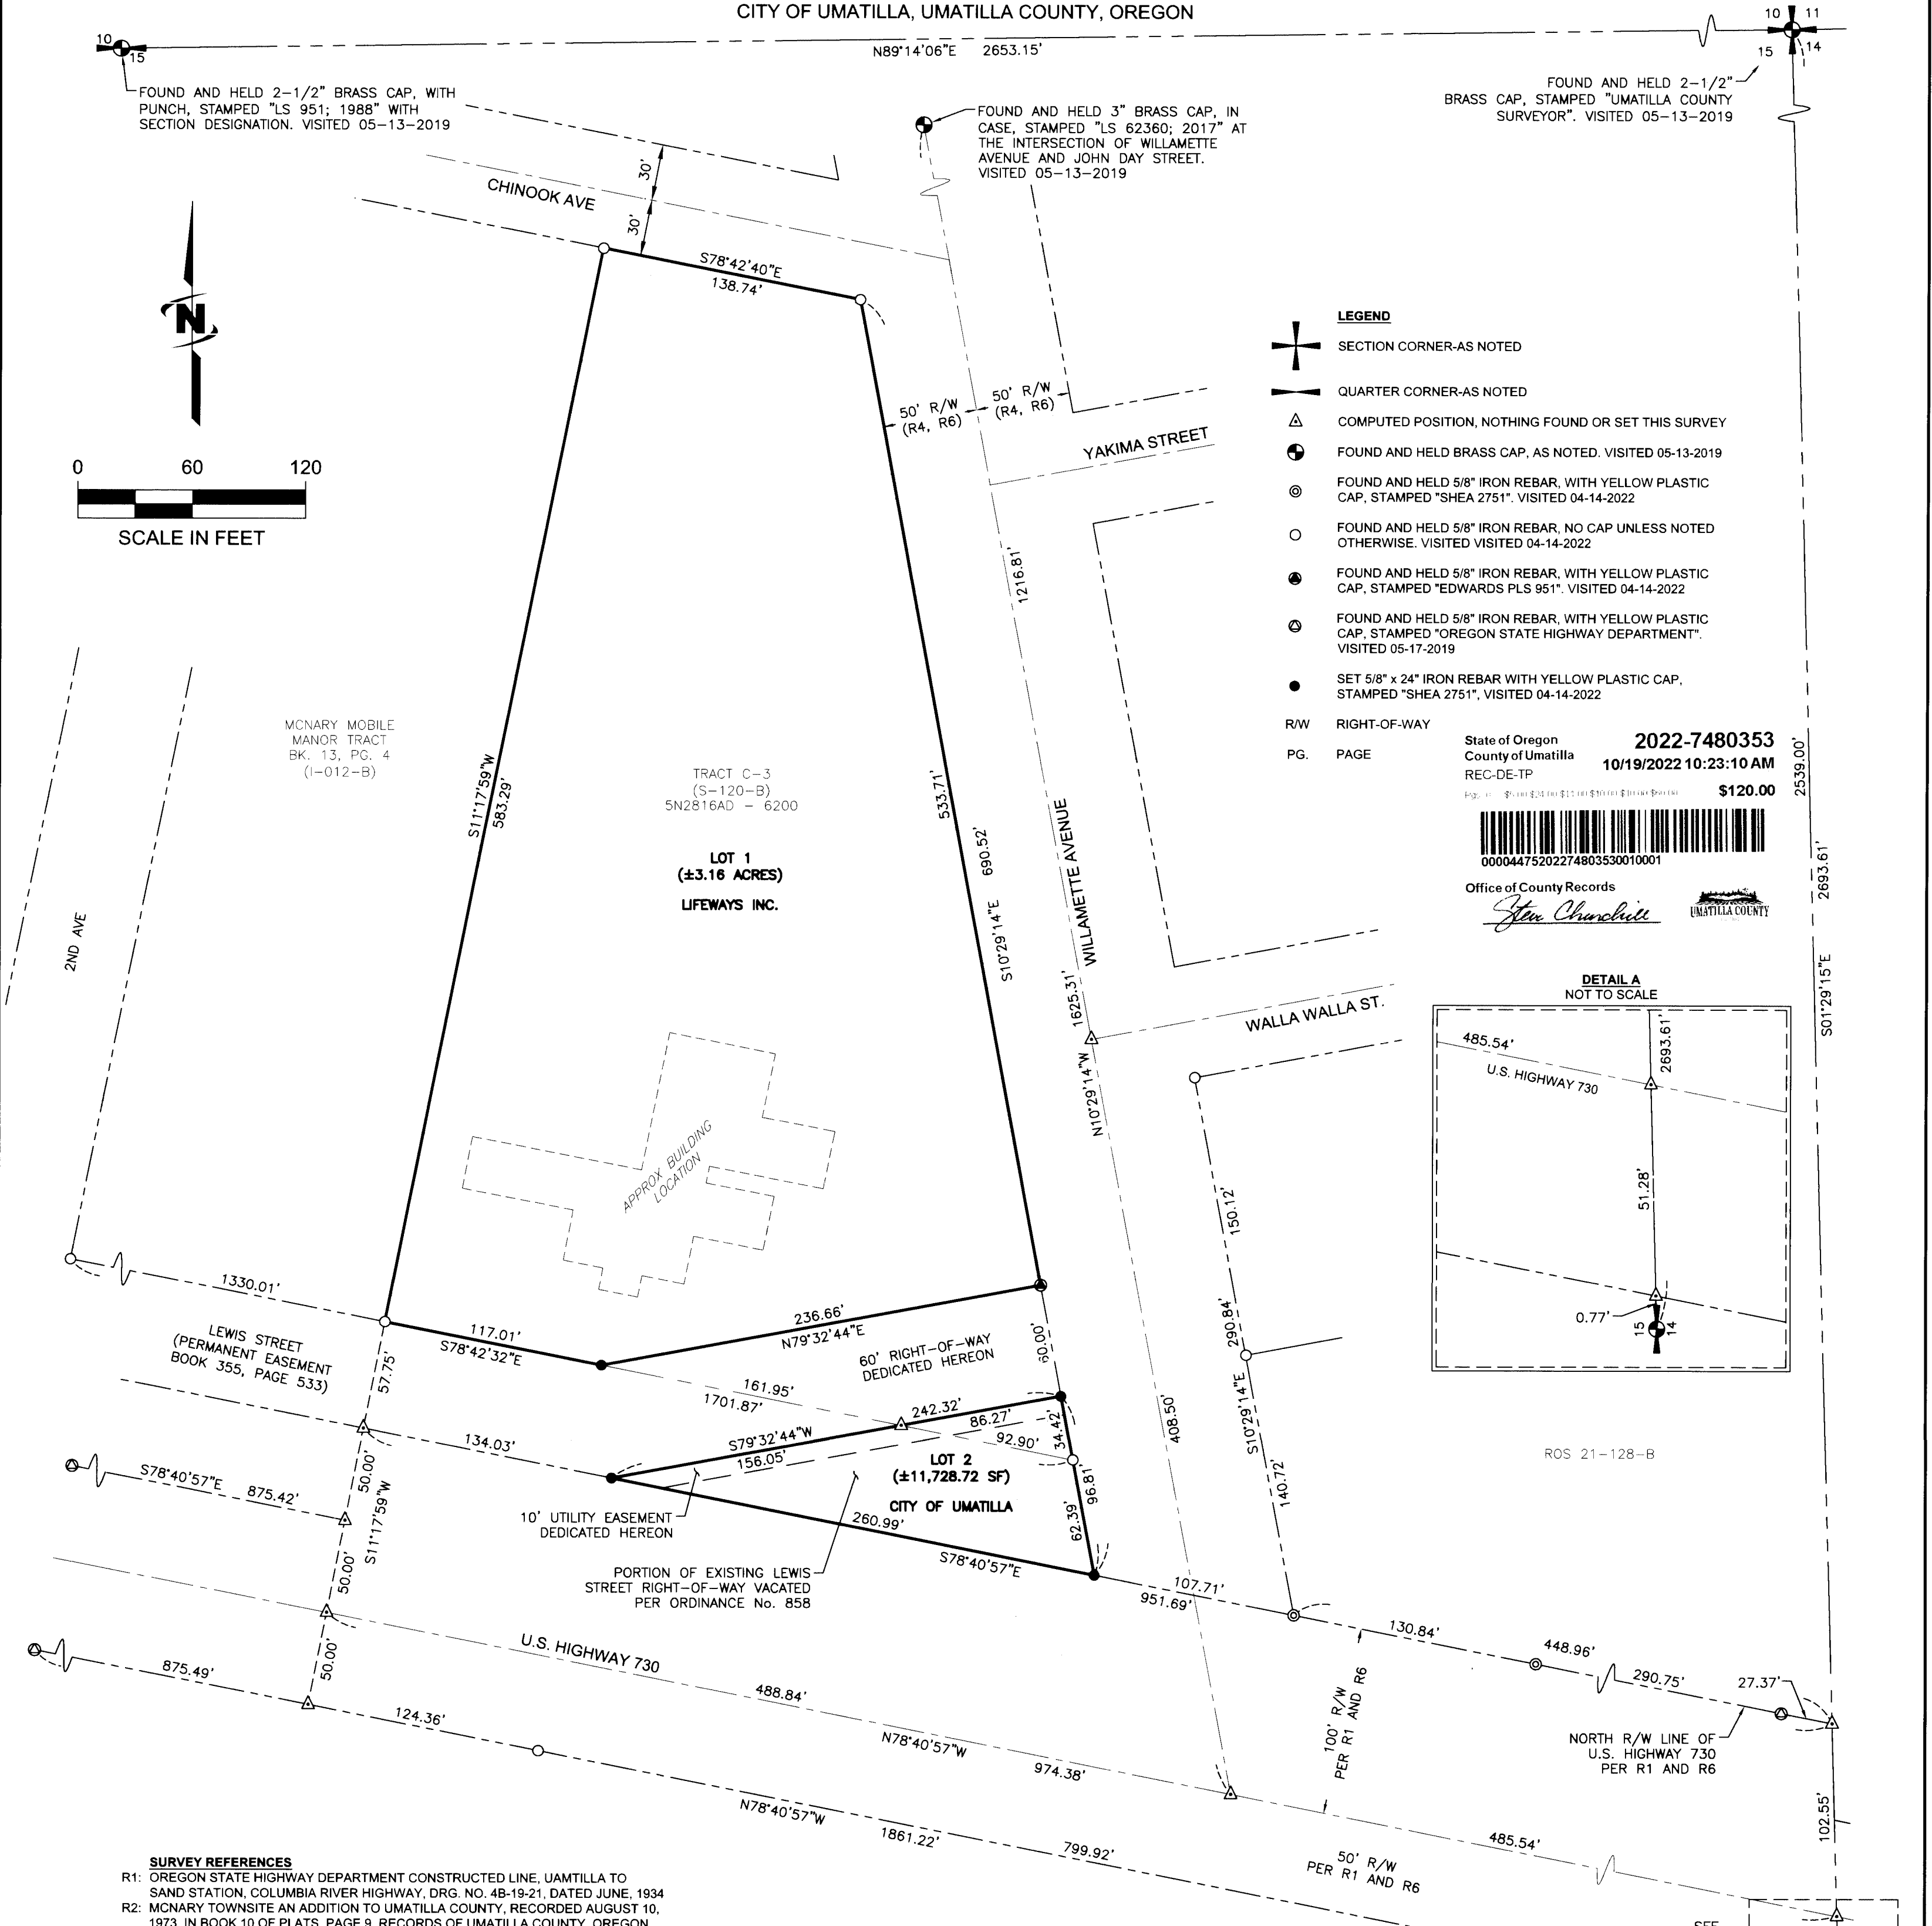 CITY OF UMATILLA, UMATILLA COUNTY, OREGON
10
15
N89°14'06"E 2653.15'
10 11
15 14
FOUND AND HELD 2-1/2" BRASS CAP, WITH
PUNCH, STAMPED "LS 951; 1988" WITH
SECTION DESIGNATION. VISITED 05-13-2019
FOUND AND HELD 3" BRASS CAP, IN
CASE, STAMPED "LS 62360; 2017" AT
THE INTERSECTION OF WILLAMETTE
AVENUE AND JOHN DAY STREET.
VISITED 05-13-2019
FOUND AND HELD 2-1/2"
BRASS CAP, STAMPED "UMATILLA COUNTY
SURVEYOR". VISITED 05-13-2019
30'
30'
CHINOOK AVE
S78°42'40"E
138.74'
N
0 60 120
SCALE IN FEET
50' R/W
(R4, R6)
50' R/W
(R4, R6)
YAKIMA STREET
LEGEND
SECTION CORNER-AS NOTED
QUARTER CORNER-AS NOTED
COMPUTED POSITION, NOTHING FOUND OR SET THIS SURVEY
FOUND AND HELD BRASS CAP, AS NOTED. VISITED 05-13-2019
FOUND AND HELD 5/8" IRON REBAR, WITH YELLOW PLASTIC
CAP, STAMPED "SHEA 2751". VISITED 04-14-2022
FOUND AND HELD 5/8" IRON REBAR, NO CAP UNLESS NOTED
OTHERWISE. VISITED VISITED 04-14-2022
FOUND AND HELD 5/8" IRON REBAR, WITH YELLOW PLASTIC
CAP, STAMPED "EDWARDS PLS 951". VISITED 04-14-2022
FOUND AND HELD 5/8" IRON REBAR, WITH YELLOW PLASTIC
CAP, STAMPED "OREGON STATE HIGHWAY DEPARTMENT".
VISITED 05-17-2019
SET 5/8" x 24" IRON REBAR WITH YELLOW PLASTIC CAP,
STAMPED "SHEA 2751", VISITED 04-14-2022
R/W RIGHT-OF-WAY
PG. PAGE
State of Oregon
County of Umatilla
REC-DE-TP
2022-7480353
10/19/2022 10:23:10 AM
$120.00
00004475202274803530010001
Office of County Records
Steve Churchill
UMATILLA COUNTY
2539.00'
2693.61'
S01°29'15"E
1216.81'
MCNARY MOBILE
MANOR TRACT
BK. 13, PG. 4
(I-012-B)
S11°17'59"W
583.29'
TRACT C-3
(S-120-B)
5N2816AD - 6200
LOT 1
(±3.16 ACRES)
LIFEWAYS INC.
533.71'
S10°29'14"E 690.52'
WILLAMETTE AVENUE
N10°29'14"W 1625.31'
2ND AVE
WALLA WALLA ST.
DETAIL A
NOT TO SCALE
485.54'
U.S. HIGHWAY 730
2693.61'
51.28'
0.77'
15 14
APPROX BUILDING
LOCATION
150.12'
S10°29'14"E 290.84'
140.72'
408.50'
1330.01'
LEWIS STREET
(PERMANENT EASEMENT
BOOK 355, PAGE 533)
117.01'
S78°42'32"E
236.66'
N79°32'44"E
60' RIGHT-OF-WAY
DEDICATED HEREON
60.00'
57.75'
161.95'
1701.87'
242.32'
86.27'
92.90'
34.42'
96.81'
62.39'
134.03'
S79°32'44"W
156.05'
LOT 2
(±11,728.72 SF)
CITY OF UMATILLA
260.99'
S78°40'57"E
10' UTILITY EASEMENT
DEDICATED HEREON
PORTION OF EXISTING LEWIS
STREET RIGHT-OF-WAY VACATED
PER ORDINANCE No. 858
S78°40'57"E 875.42'
50.00'
S11°17'59"W
50.00'
50.00'
ROS 21-128-B
107.71'
951.69'
130.84'
448.96'
290.75'
27.37'
NORTH R/W LINE OF
U.S. HIGHWAY 730
PER R1 AND R6
100' R/W
PER R1 AND R6
U.S. HIGHWAY 730
875.49'
124.36'
488.84'
N78°40'57"W
974.38'
N78°40'57"W
1861.22'
799.92'
485.54'
50' R/W
PER R1 AND R6
102.55'
SEE
SURVEY REFERENCES
R1: OREGON STATE HIGHWAY DEPARTMENT CONSTRUCTED LINE, UAMTILLA TO
SAND STATION, COLUMBIA RIVER HIGHWAY, DRG. NO. 4B-19-21, DATED JUNE, 1934
R2: MCNARY TOWNSITE AN ADDITION TO UMATILLA COUNTY, RECORDED AUGUST 10,
1973, IN BOOK 10 OF PLATS, PAGE 9, RECORDS OF UMATILLA COUNTY, OREGON